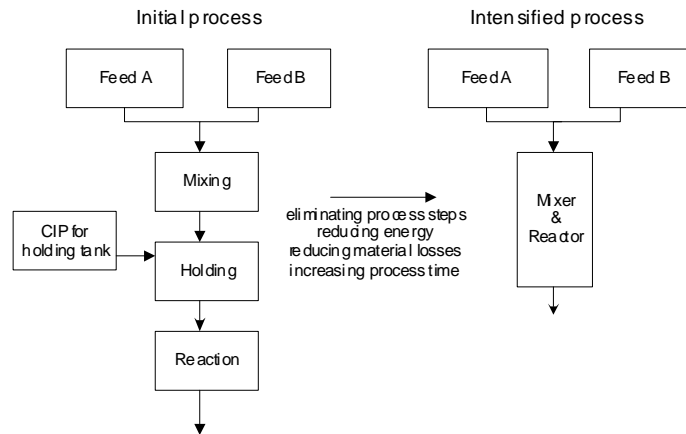 Initial process
Intensified process
Feed A
Feed B
Feed A
Feed B
Mixing
CIP for
holding tank
Holding
Reaction
eliminating process steps
reducing energy
reducing material losses
increasing process time
Mixer
&
Reactor